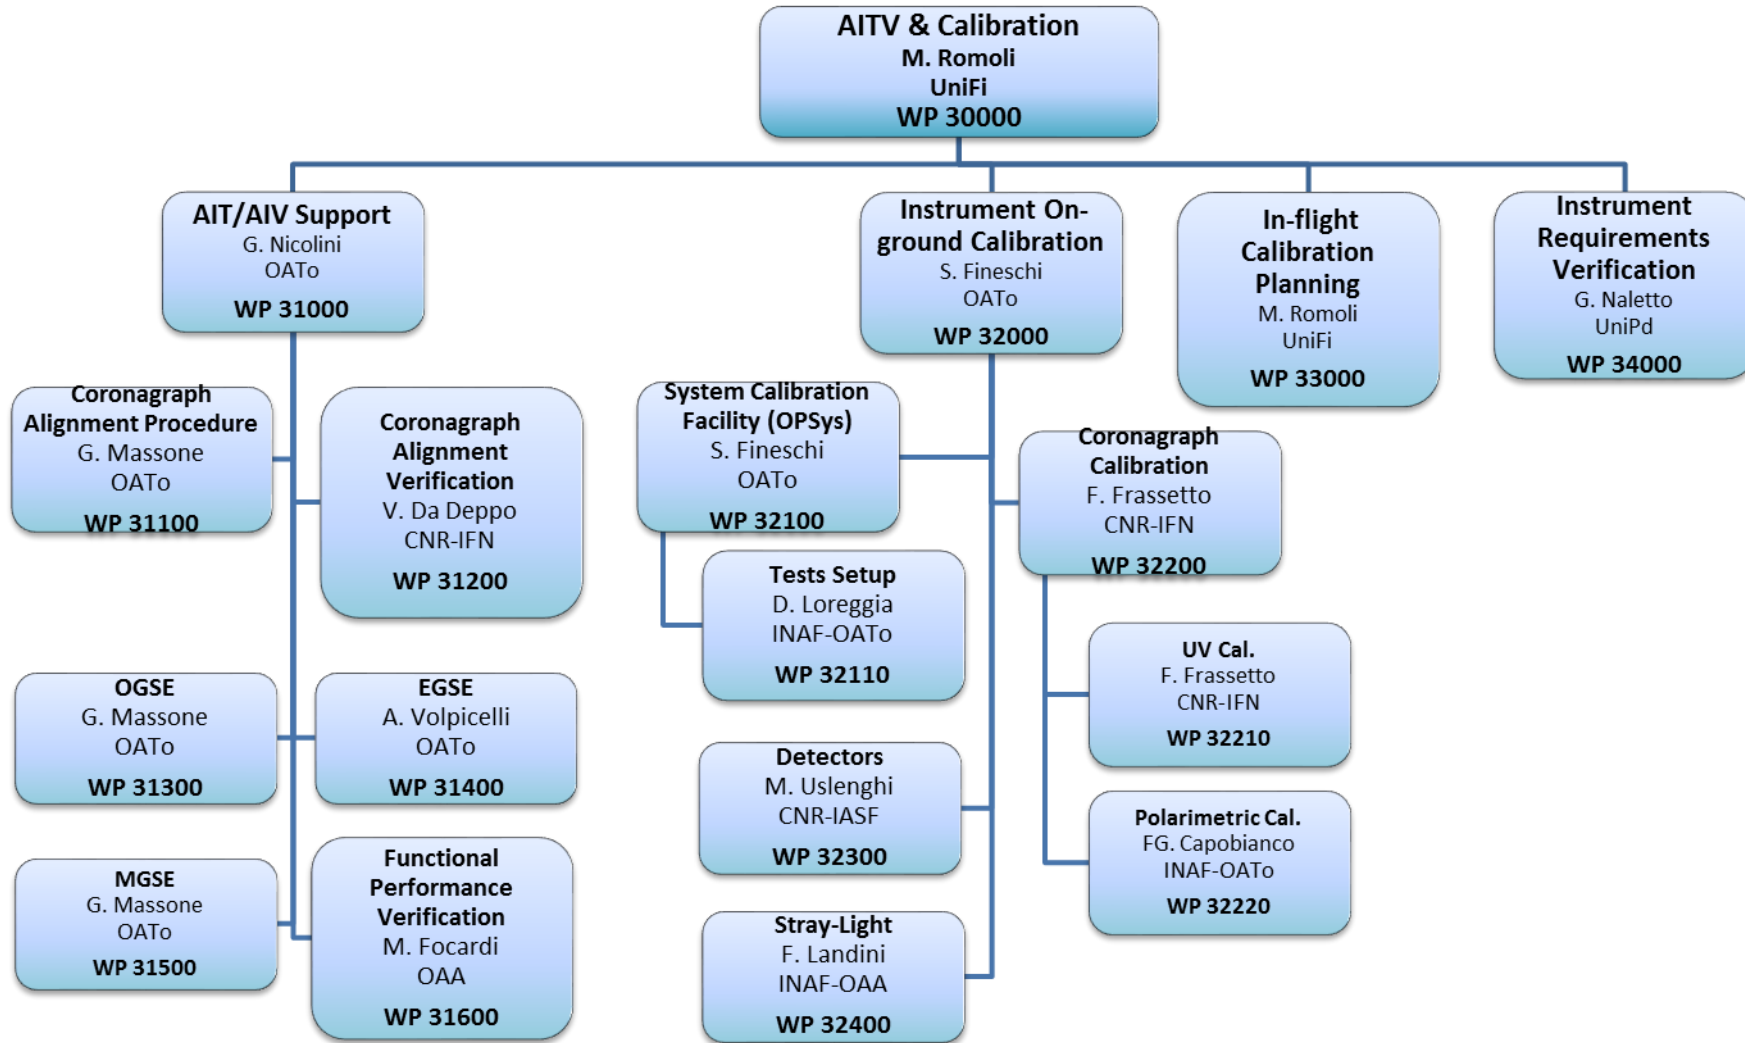 AITV & Calibration
M. Romoli
UniFi
WP 30000
AIT/AIV Support
G. Nicolini
OATo
WP 31000
Instrument On-
ground Calibration
S. Fineschi
OATo
WP 32000
In-flight
Calibration
Planning
M. Romoli
UniFi
WP 33000
Instrument
Requirements
Verification
G. Naletto
UniPd
WP 34000
Coronagraph
Alignment Procedure
G. Massone
OATo
WP 31100
Coronagraph
Alignment
Verification
V. Da Deppo
CNR-IFN
WP 31200
System Calibration
Facility (OPSys)
S. Fineschi
OATo
WP 32100
Coronagraph
Calibration
F. Frassetto
CNR-IFN
WP 32200
Tests Setup
D. Loreggia
INAF-OATo
WP 32110
UV Cal.
F. Frassetto
CNR-IFN
WP 32210
OGSE
G. Massone
OATo
WP 31300
EGSE
A. Volpicelli
OATo
WP 31400
Detectors
M. Uslenghi
CNR-IASF
WP 32300
Polarimetric Cal.
FG. Capobianco
INAF-OATo
WP 32220
MGSE
G. Massone
OATo
WP 31500
Functional
Performance
Verification
M. Focardi
OAA
WP 31600
Stray-Light
F. Landini
INAF-OAA
WP 32400